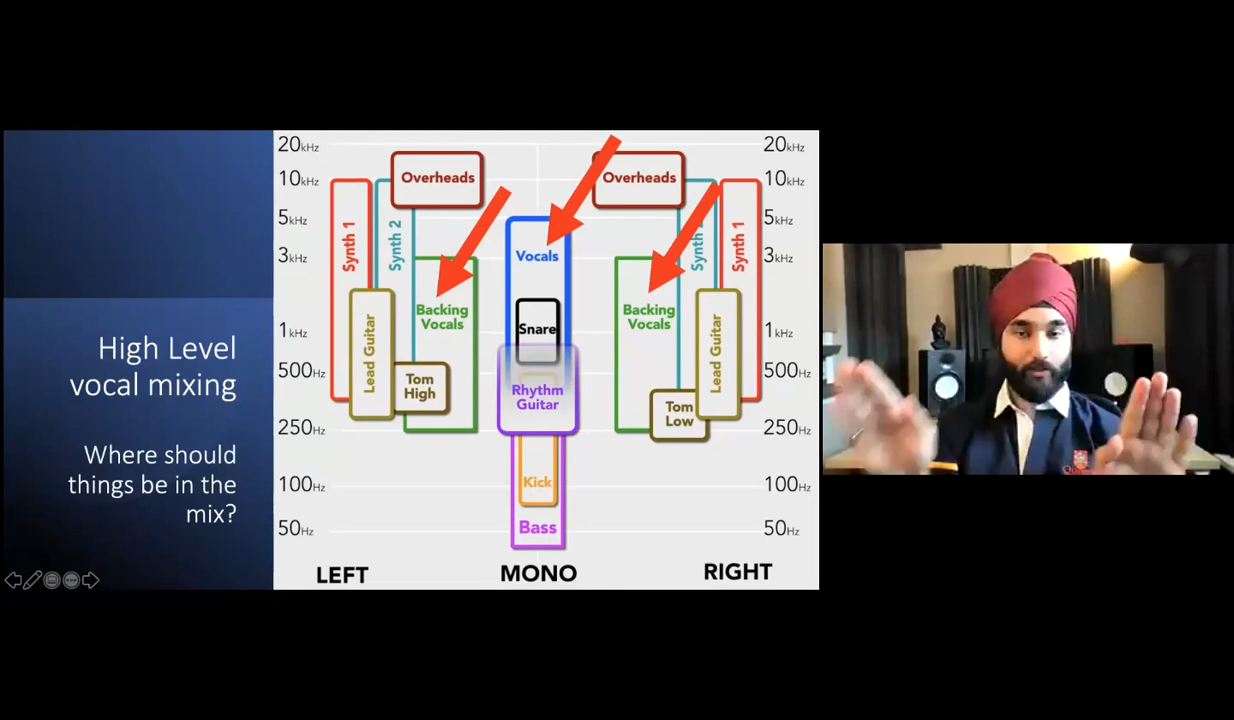 High Level
vocal mixing
Where should
things be in the
mix?
20kHz
10kHz
5kHz
3kHz
1kHz
500Hz
250Hz
100Hz
50Hz
Synth 1
Synth 2
Overheads
Lead Guitar
Backing
Vocals
Tom
High
Vocals
Snare
Rhythm
Guitar
Kick
Bass
Overheads
Backing
Vocals
Tom
Low
Lead Guitar
Synth 1
20kHz
10kHz
5kHz
3kHz
1kHz
500Hz
250Hz
100Hz
50Hz
LEFT
MONO
RIGHT